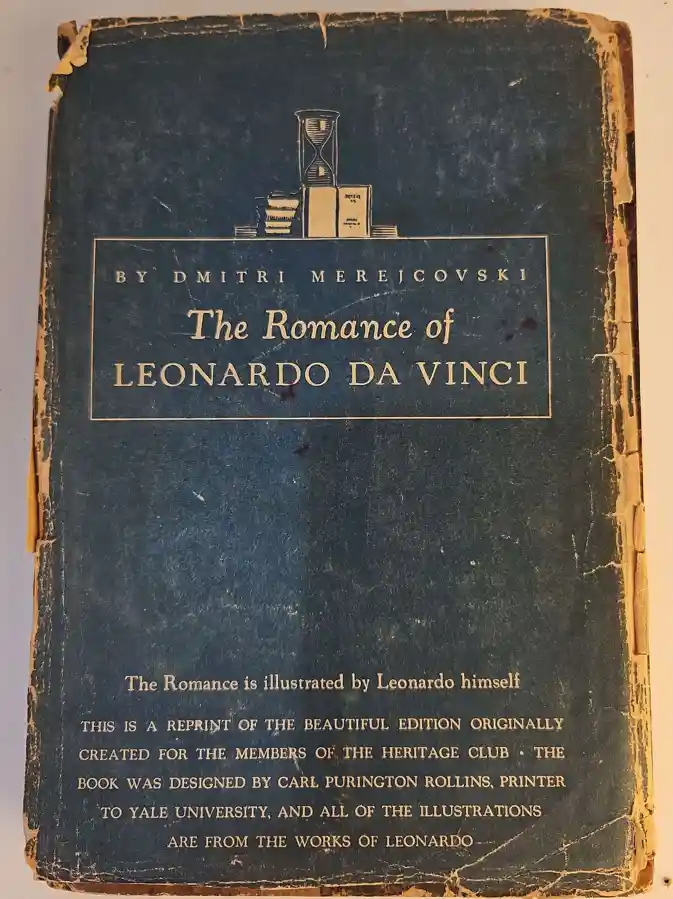 BY DMITRI MEREJCOVSKI
The Romance of
LEONARDO DA VINCI
The Romance is illustrated by Leonardo himself
THIS IS A REPRINT OF THE BEAUTIFUL EDITION ORIGINALLY
CREATED FOR THE MEMBERS OF THE HERITAGE CLUB · THE
BOOK WAS DESIGNED BY CARL PURINGTON ROLLINS, PRINTER
TO YALE UNIVERSITY, AND ALL OF THE ILLUSTRATIONS
ARE FROM THE WORKS OF LEONARDO